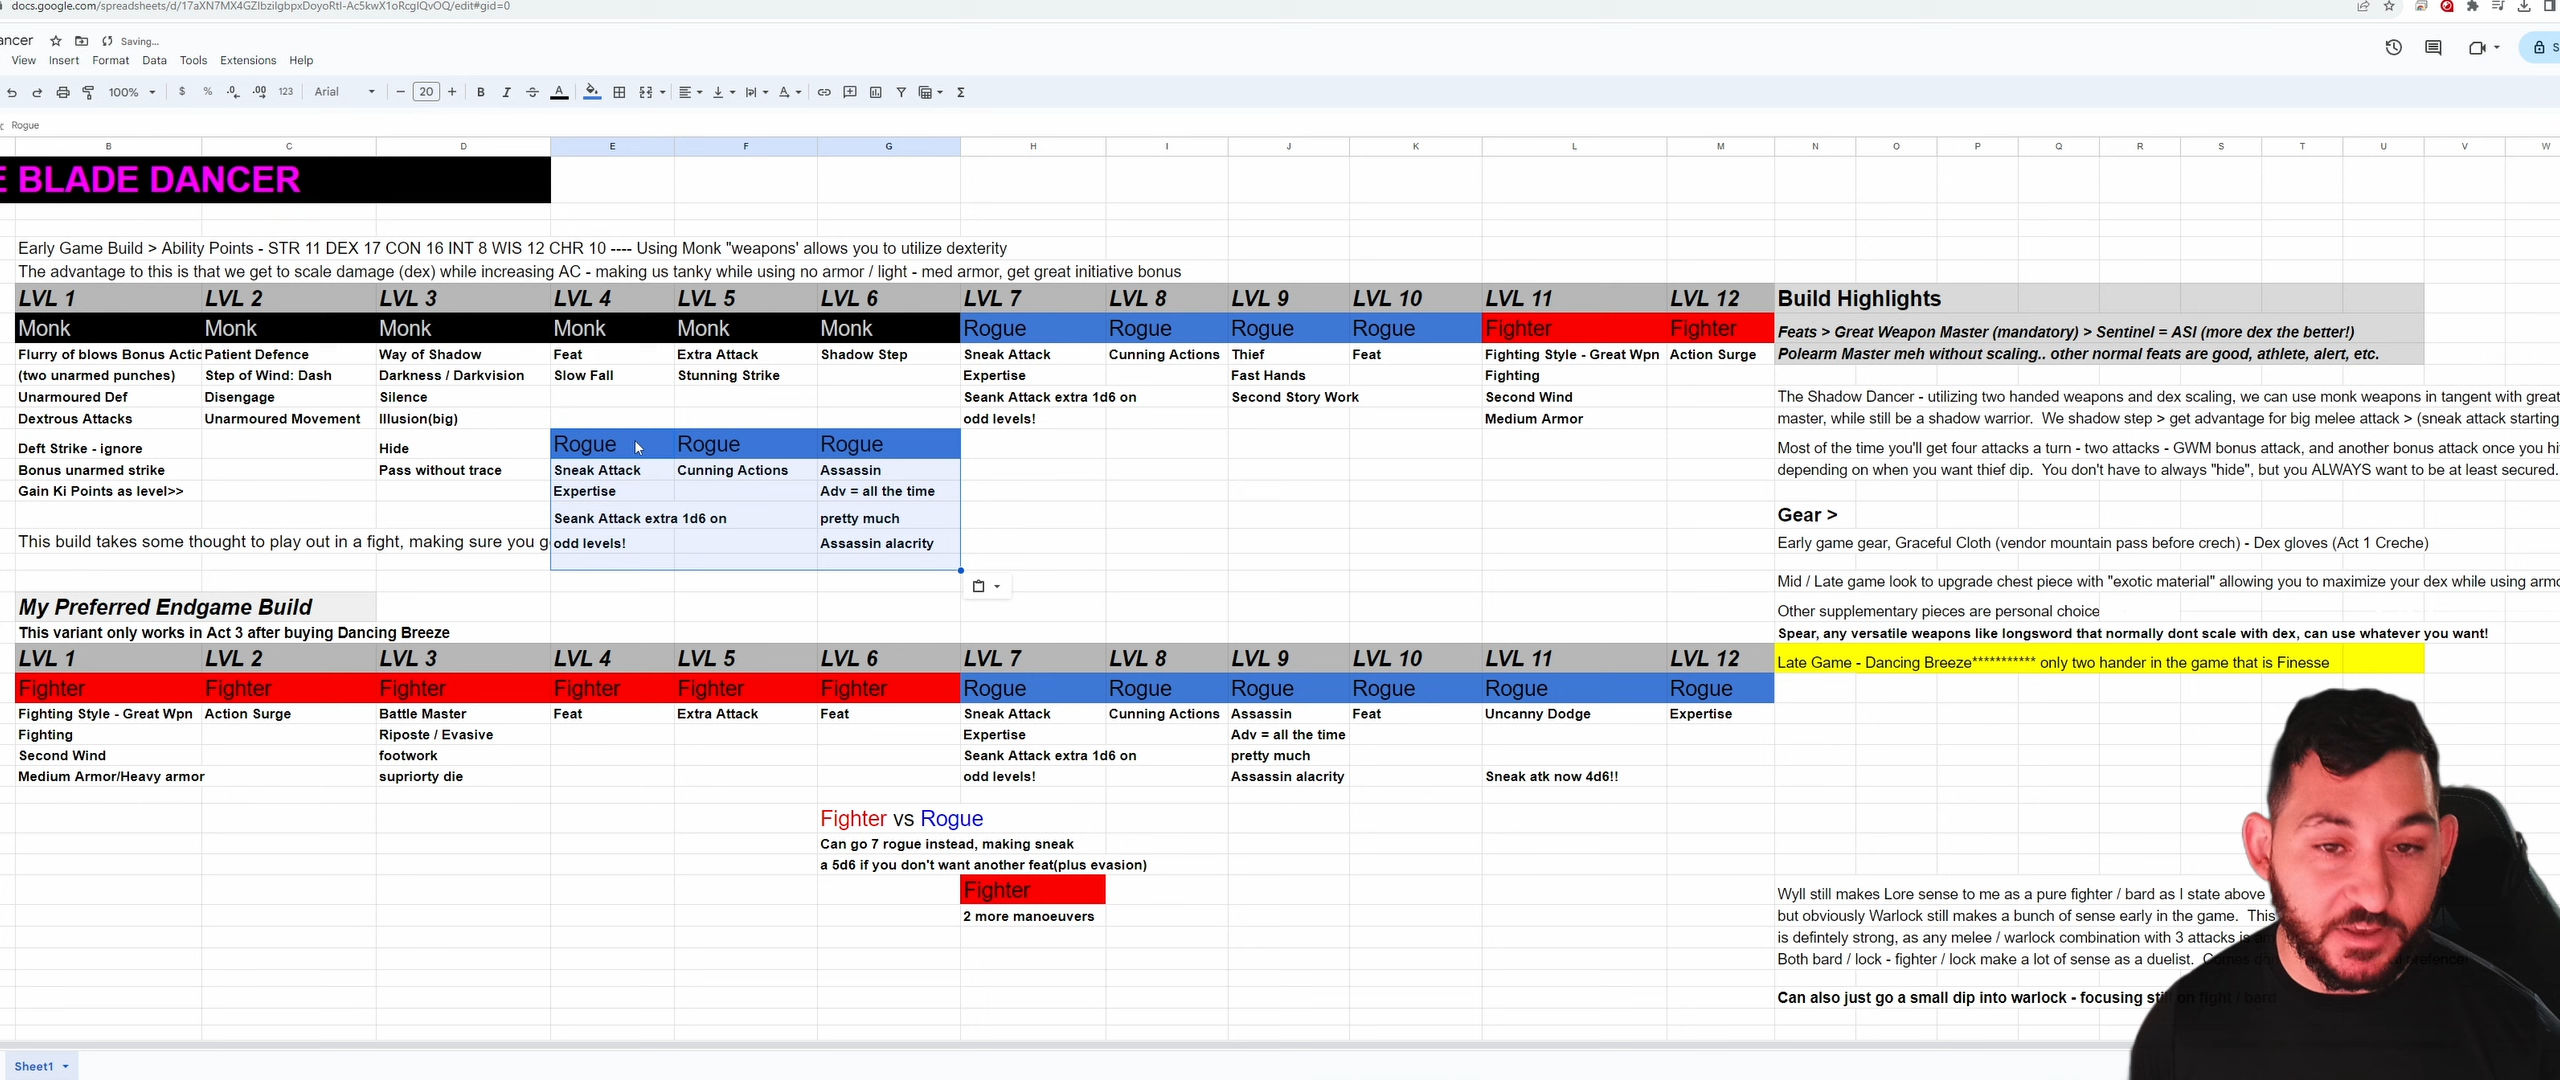 docs.google.com/spreadsheets/d/17aXN7MX4GZIbzilgbpxDoyoRtI-Ac5kwX1oRcgIQvOQ/edit#gid=0
ancer Saving...
View Insert Format Data Tools Extensions Help
100% $ % .0 .00 123 Arial 20 B I A
Rogue
B C D E F G H I J K L M N O P Q R S T U V W
E BLADE DANCER
Early Game Build > Ability Points - STR 11 DEX 17 CON 16 INT 8 WIS 12 CHR 10 ---- Using Monk "weapons' allows you to utilize dexterity
The advantage to this is that we get to scale damage (dex) while increasing AC - making us tanky while using no armor / light - med armor, get great initiative bonus
LVL 1 LVL 2 LVL 3 LVL 4 LVL 5 LVL 6 LVL 7 LVL 8 LVL 9 LVL 10 LVL 11 LVL 12 Build Highlights
Monk Monk Monk Monk Monk Monk Rogue Rogue Rogue Rogue Fighter Fighter Feats > Great Weapon Master (mandatory) > Sentinel = ASI (more dex the better!)
Flurry of blows Bonus Actic Patient Defence Way of Shadow Feat Extra Attack Shadow Step Sneak Attack Cunning Actions Thief Feat Fighting Style - Great Wpn Action Surge Polearm Master meh without scaling.. other normal feats are good, athlete, alert, etc.
(two unarmed punches) Step of Wind: Dash Darkness / Darkvision Slow Fall Stunning Strike Expertise Fast Hands Fighting
Unarmoured Def Disengage Silence Seank Attack extra 1d6 on Second Story Work Second Wind The Shadow Dancer - utilizing two handed weapons and dex scaling, we can use monk weapons in tangent with great
Dextrous Attacks Unarmoured Movement Illusion(big) odd levels! Medium Armor master, while still be a shadow warrior. We shadow step > get advantage for big melee attack > (sneak attack starting
Deft Strike - ignore Hide Rogue Rogue Rogue Most of the time you'll get four attacks a turn - two attacks - GWM bonus attack, and another bonus attack once you hi
Bonus unarmed strike Pass without trace Sneak Attack Cunning Actions Assassin depending on when you want thief dip. You don't have to always "hide", but you ALWAYS want to be at least secured.
Gain Ki Points as level>> Expertise Adv = all the time
Seank Attack extra 1d6 on pretty much Gear >
This build takes some thought to play out in a fight, making sure you g odd levels! Assassin alacrity Early game gear, Graceful Cloth (vendor mountain pass before crech) - Dex gloves (Act 1 Creche)
Mid / Late game look to upgrade chest piece with "exotic material" allowing you to maximize your dex while using armo
My Preferred Endgame Build Other supplementary pieces are personal choice
This variant only works in Act 3 after buying Dancing Breeze Spear, any versatile weapons like longsword that normally dont scale with dex, can use whatever you want!
LVL 1 LVL 2 LVL 3 LVL 4 LVL 5 LVL 6 LVL 7 LVL 8 LVL 9 LVL 10 LVL 11 LVL 12 Late Game - Dancing Breeze*********** only two hander in the game that is Finesse
Fighter Fighter Fighter Fighter Fighter Fighter Rogue Rogue Rogue Rogue Rogue Rogue
Fighting Style - Great Wpn Action Surge Battle Master Feat Extra Attack Feat Sneak Attack Cunning Actions Assassin Feat Uncanny Dodge Expertise
Fighting Riposte / Evasive Expertise Adv = all the time
Second Wind footwork Seank Attack extra 1d6 on pretty much
Medium Armor/Heavy armor supriorty die odd levels! Assassin alacrity Sneak atk now 4d6!!
Fighter vs Rogue
Can go 7 rogue instead, making sneak
a 5d6 if you don't want another feat(plus evasion)
Fighter Wyll still makes Lore sense to me as a pure fighter / bard as I state above
2 more manoeuvers but obviously Warlock still makes a bunch of sense early in the game. This
is defintely strong, as any melee / warlock combination with 3 attacks is
Both bard / lock - fighter / lock make a lot of sense as a duelist.
Can also just go a small dip into warlock - focusing still on fight / bard
Sheet1